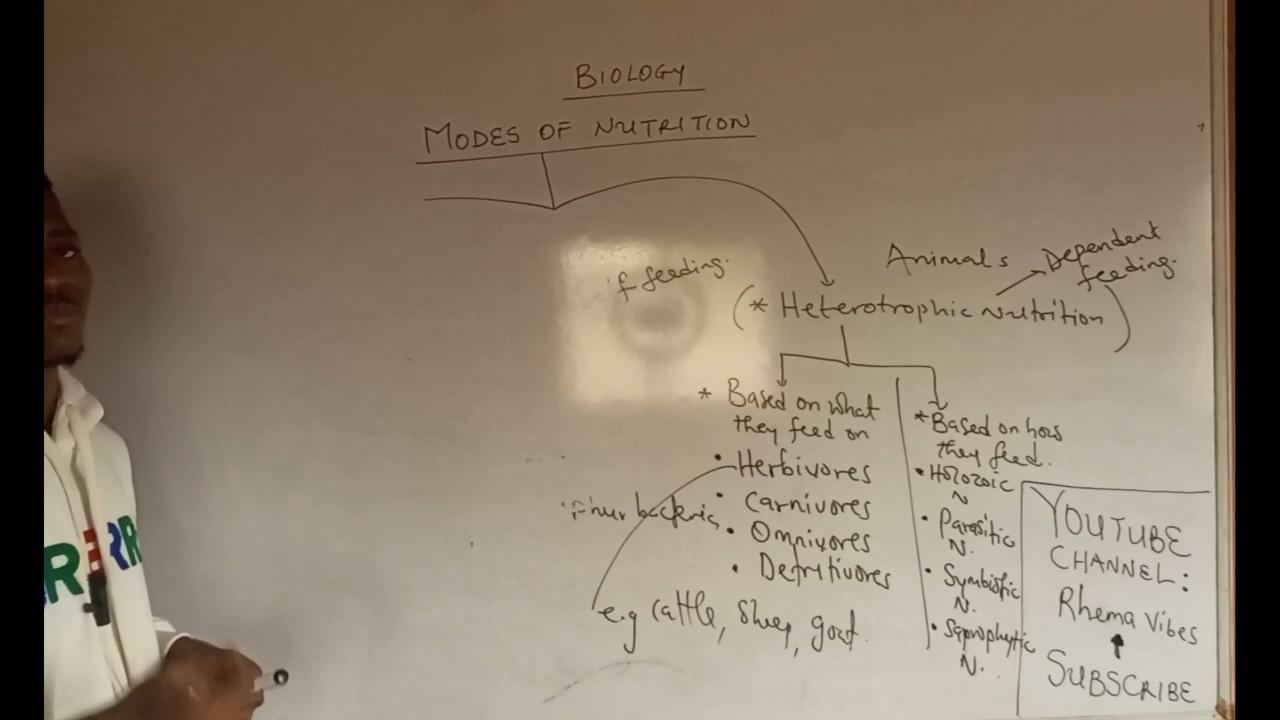 BIOLOGY
MODES OF NUTRITION
Animals
Dependent
feeding.
f feeding.
(* Heterotrophic Nutrition)
* Based on what
they feed on
• Herbivores
• Carnivores
• Omnivores
• Detritivores
e.g Cattle, Sheep, goat.
* Based on how
they feed.
• Holozoic
N
• Parasitic
N.
• Symbiotic
N.
• Saprophytic
N.
YOUTUBE
CHANNEL:
Rhema Vibes
SUBSCRIBE